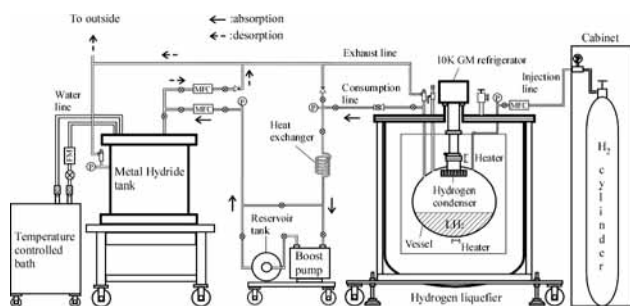 To outside
← :absorption
←- :desorption
Exhaust line
10K GM refrigerator
Cabinet
Injection
line
Water
line
MFC
MFC
P
Consumption
line
P
P
MFC
Heat
exchanger
Heater
Metal Hydride
tank
P
FM
Hydrogen
condenser
H2
cylinder
LH2
Reservoir
tank
Vessel
Heater
Temperature
controlled
bath
Boost
pump
Hydrogen liquefier